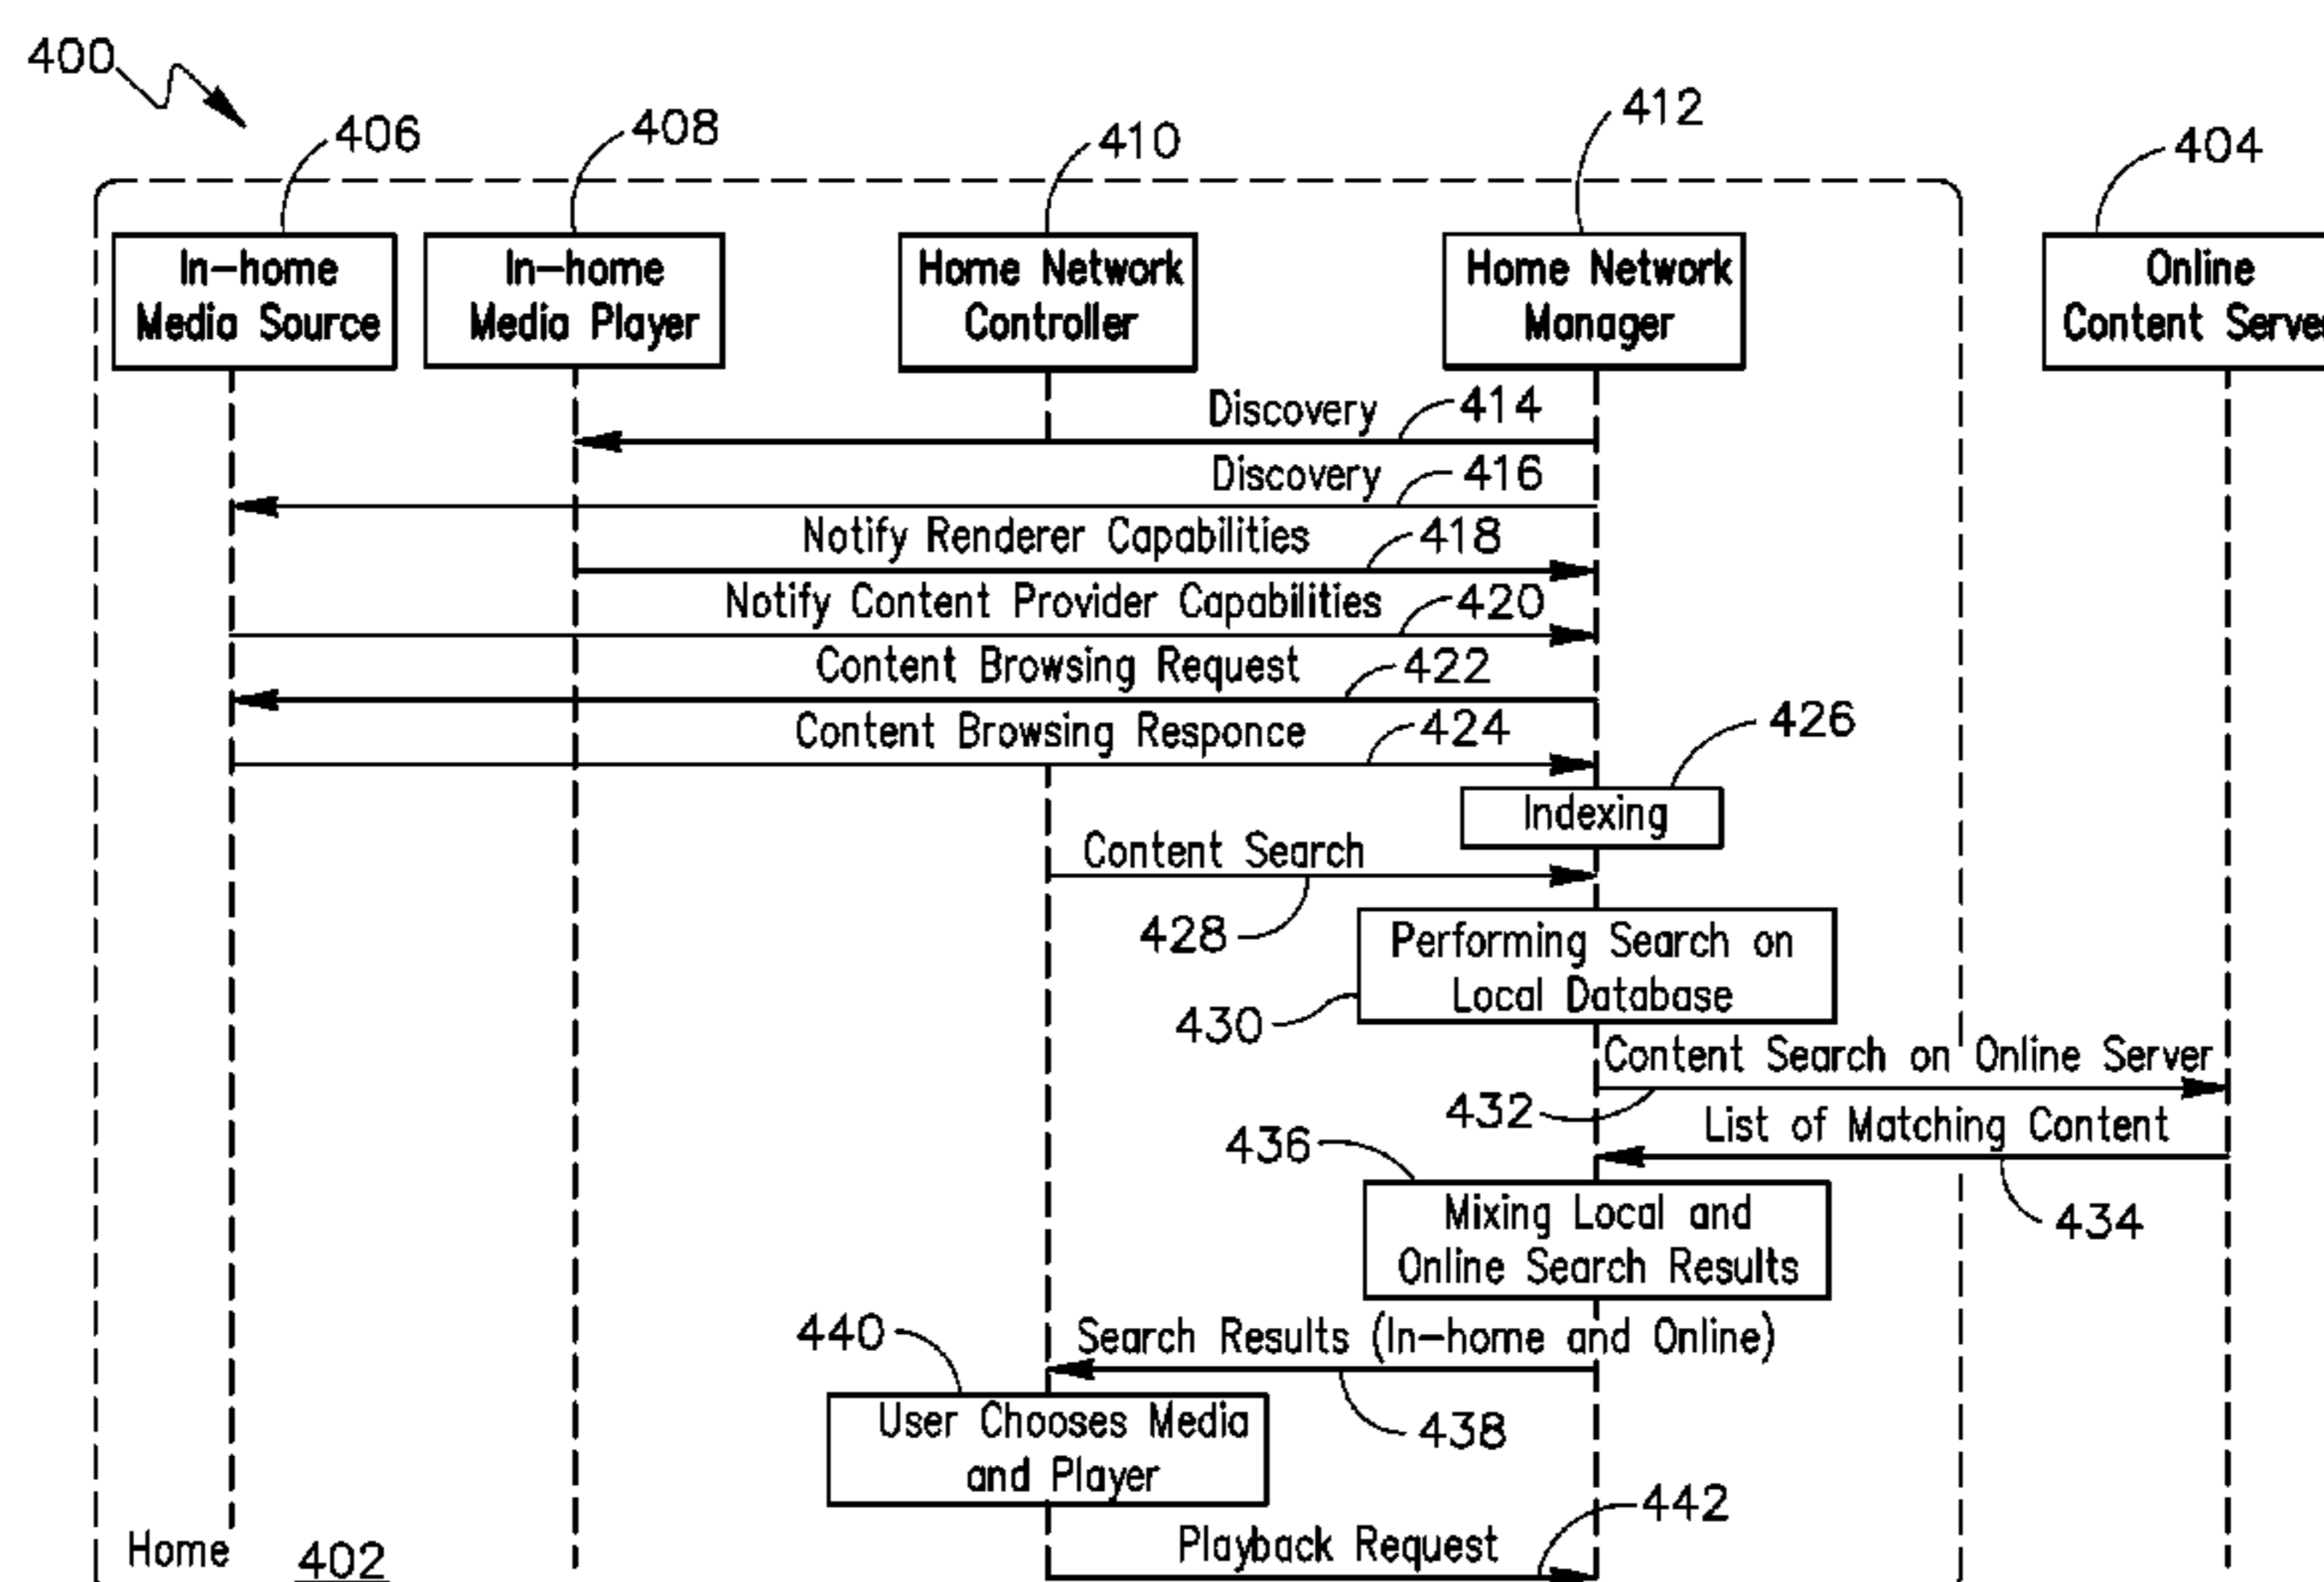 400
406
408
410
412
404
In-home
Media Source
In-home
Media Player
Home Network
Controller
Home Network
Manager
Online
Content Server
Discovery
414
Discovery
416
Notify Renderer Capabilities
418
Notify Content Provider Capabilities
420
Content Browsing Request
422
Content Browsing Responce
424
426
Indexing
Content Search
428
Performing Search on
Local Database
430
Content Search on Online Server
432
List of Matching Content
434
436
Mixing Local and
Online Search Results
Search Results (In-home and Online)
438
440
User Chooses Media
and Player
Playback Request
442
Home
402